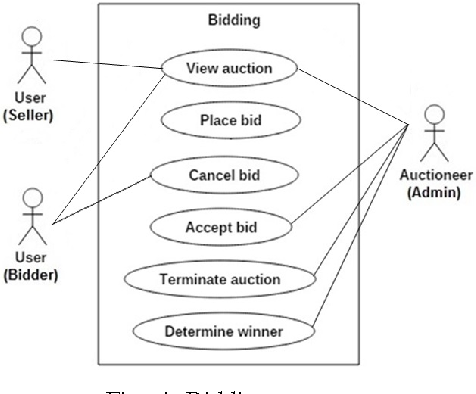 Bidding
View auction
Place bid
Cancel bid
Accept bid
Terminate auction
Determine winner
User
(Seller)
User
(Bidder)
Auctioneer
(Admin)